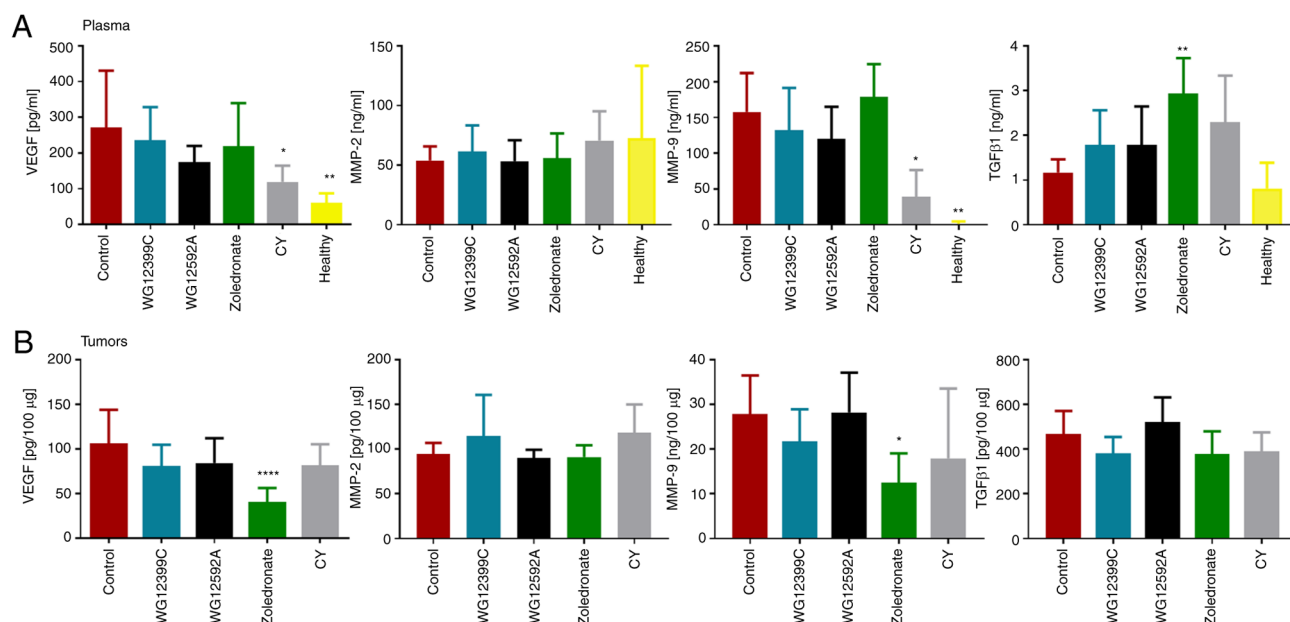 A
Plasma
VEGF [pg/ml]
500
400
300
200
100
0
*
**
Control
WG12399C
WG12592A
Zoledronate
CY
Healthy
MMP-2 [ng/ml]
150
100
50
0
Control
WG12399C
WG12592A
Zoledronate
CY
Healthy
MMP-9 [ng/ml]
250
200
150
100
50
0
*
**
Control
WG12399C
WG12592A
Zoledronate
CY
Healthy
TGFβ1 [ng/ml]
4
3
2
1
0
**
Control
WG12399C
WG12592A
Zoledronate
CY
Healthy
B
Tumors
VEGF [pg/100 µg]
200
150
100
50
0
****
Control
WG12399C
WG12592A
Zoledronate
CY
MMP-2 [pg/100 µg]
200
150
100
50
0
Control
WG12399C
WG12592A
Zoledronate
CY
MMP-9 [ng/100 µg]
40
30
20
10
0
*
Control
WG12399C
WG12592A
Zoledronate
CY
TGFβ1 [pg/100 µg]
800
600
400
200
0
Control
WG12399C
WG12592A
Zoledronate
CY